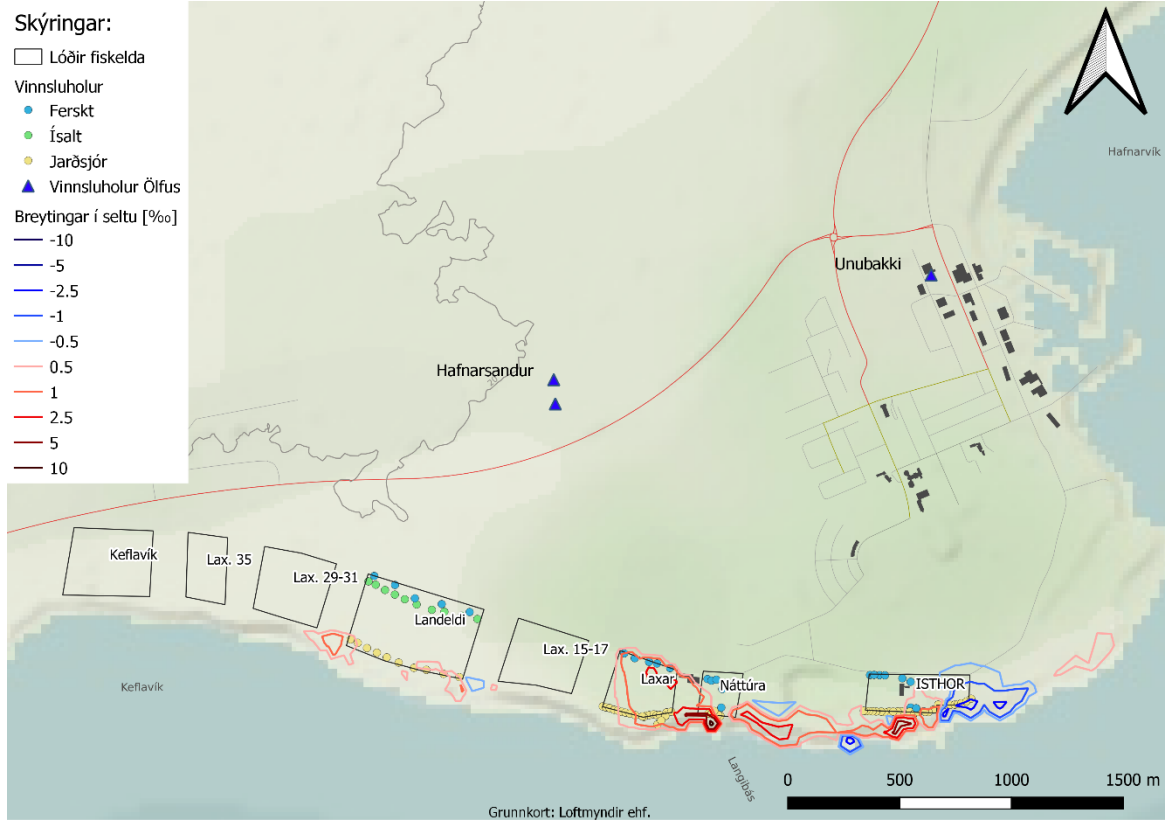 Skýringar:
Lóðir fiskelda
Vinnsluholur
Ferskt
Ísalt
Jarðsjór
Vinnsluholur Ölfus
Breytingar í seltu [‰]
-10
-5
-2.5
-1
-0.5
0.5
1
2.5
5
10
Hafnarvík
Unubakki
Hafnarsandur
20
Keflavík
Lax. 35
Lax. 29-31
Landeldi
Lax. 15-17
Laxar
Náttúra
ISTHOR
Keflavík
Langibás
0 500 1000 1500 m
Grunnkort: Loftmyndir ehf.